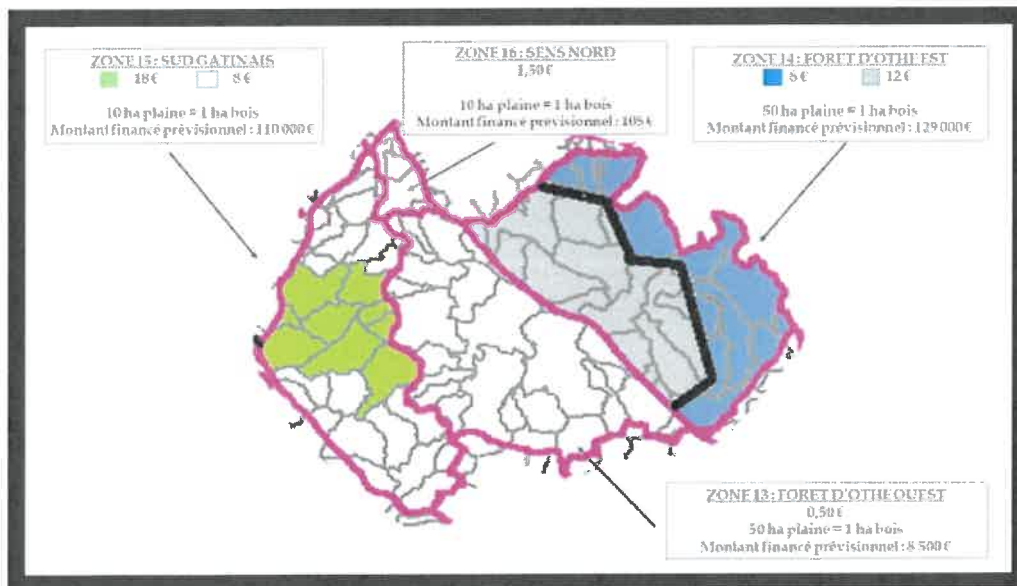 ZONE 15 : SUD GATINAIS
18 € 8 €
10 ha plaine = 1 ha bois
Montant financé prévisionnel : 110 000 €
ZONE 16 : SENS NORD
1,50 €
10 ha plaine = 1 ha bois
Montant financé prévisionnel : 105 €
ZONE 14 : FORET D'OTHE EST
8 € 12 €
50 ha plaine = 1 ha bois
Montant financé prévisionnel : 129 000 €
ZONE 13 : FORET D'OTHE OUEST
0,50 €
50 ha plaine = 1 ha bois
Montant financé prévisionnel : 8 500 €